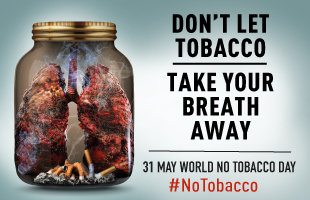 DON'T LET
TOBACCO
TAKE YOUR
BREATH
AWAY
31 MAY WORLD NO TOBACCO DAY
#NoTobacco